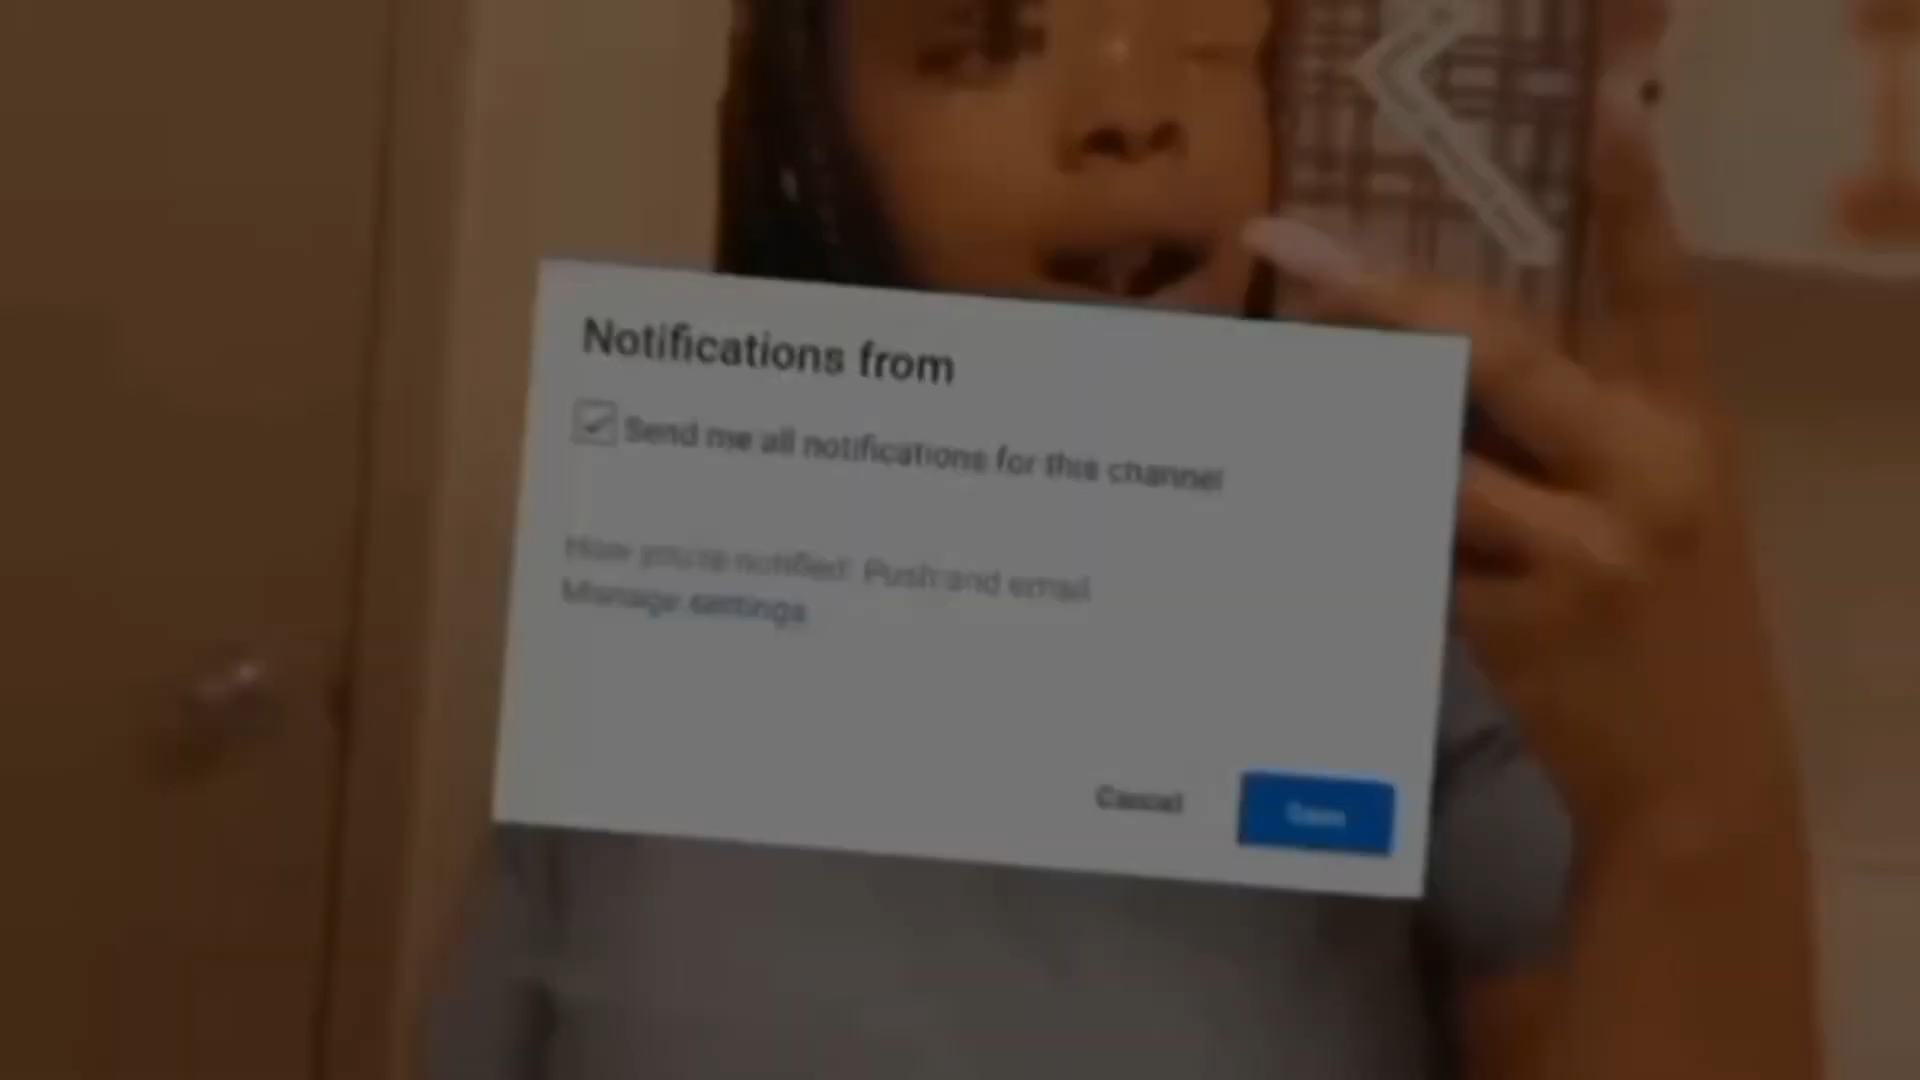 Notifications from
Send me all notifications for this channel
How you're notified: Push and email
Manage settings
Cancel
Save